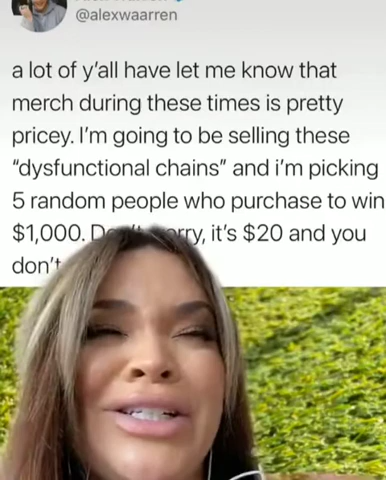 @alexwaarren
a lot of y’all have let me know that
merch during these times is pretty
pricey. I’m going to be selling these
“dysfunctional chains” and i’m picking
5 random people who purchase to win
$1,000. it’s $20 and you
don’t